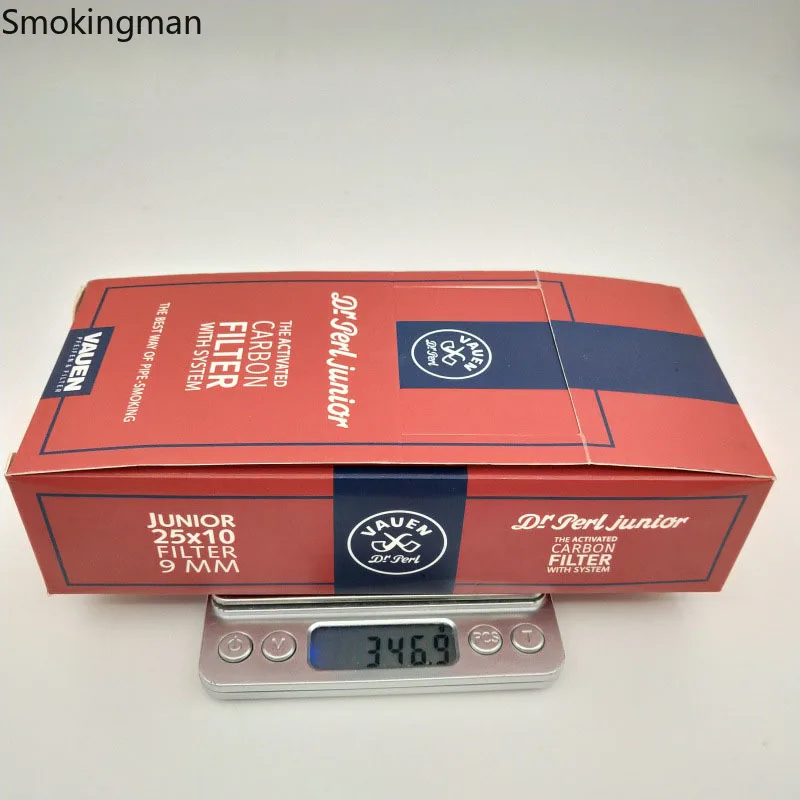 Smokingman
VAUEN
PFEIFEN & FILTER
THE BEST WAY OF PIPE-SMOKING
THE ACTIVATED
CARBON
FILTER
WITH SYSTEM
Dr Perl junior
VAUEN
Dr Perl
JUNIOR
25x10
FILTER
9 MM
VAUEN
Dr Perl
Dr Perl junior
THE ACTIVATED
CARBON
FILTER
WITH SYSTEM
346.9
g
PCS
T